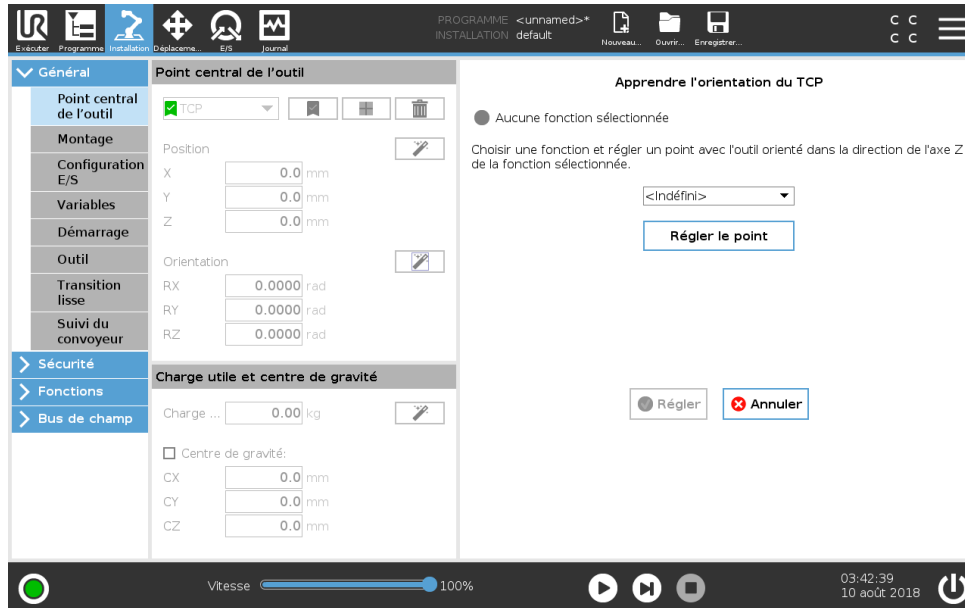 PROGRAMME <unnamed>*
INSTALLATION default
C C
C C
UR
Exécuter Programme Installation Déplaceme... E/S Journal
Nouveau... Ouvrir... Enregistrer...
Général
Point central
de l'outil
Montage
Configuration
E/S
Variables
Démarrage
Outil
Transition
lisse
Suivi du
convoyeur
Sécurité
Fonctions
Bus de champ
Point central de l'outil
TCP
Position
X 0.0 mm
Y 0.0 mm
Z 0.0 mm
Orientation
RX 0.0000 rad
RY 0.0000 rad
RZ 0.0000 rad
Charge utile et centre de gravité
Charge ... 0.00 kg
Centre de gravité:
CX 0.0 mm
CY 0.0 mm
CZ 0.0 mm
Apprendre l'orientation du TCP
Aucune fonction sélectionnée
Choisir une fonction et régler un point avec l'outil orienté dans la direction de l'axe Z
de la fonction sélectionnée.
<Indéfini>
Régler le point
Régler Annuler
Vitesse 100%
03:42:39
10 août 2018